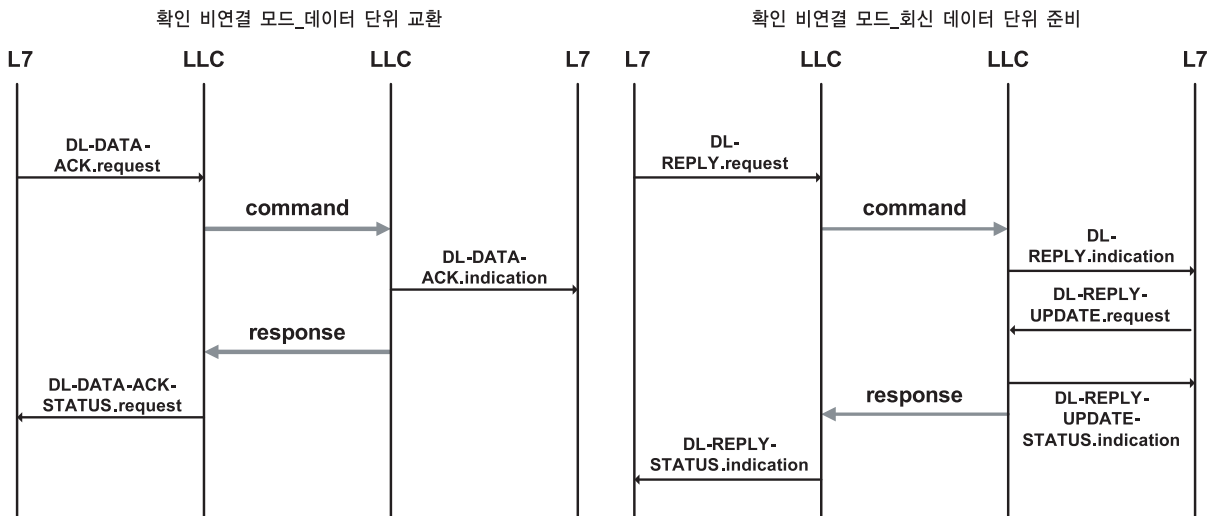 확인 비연결 모드_데이터 단위 교환
L7 LLC LLC L7
DL-DATA-
ACK.request
command
DL-DATA-
ACK.indication
response
DL-DATA-ACK-
STATUS.request
확인 비연결 모드_회신 데이터 단위 준비
L7 LLC LLC L7
DL-
REPLY.request
command
DL-
REPLY.indication
DL-REPLY-
UPDATE.request
response
DL-REPLY-
UPDATE-
STATUS.indication
DL-REPLY-
STATUS.indication